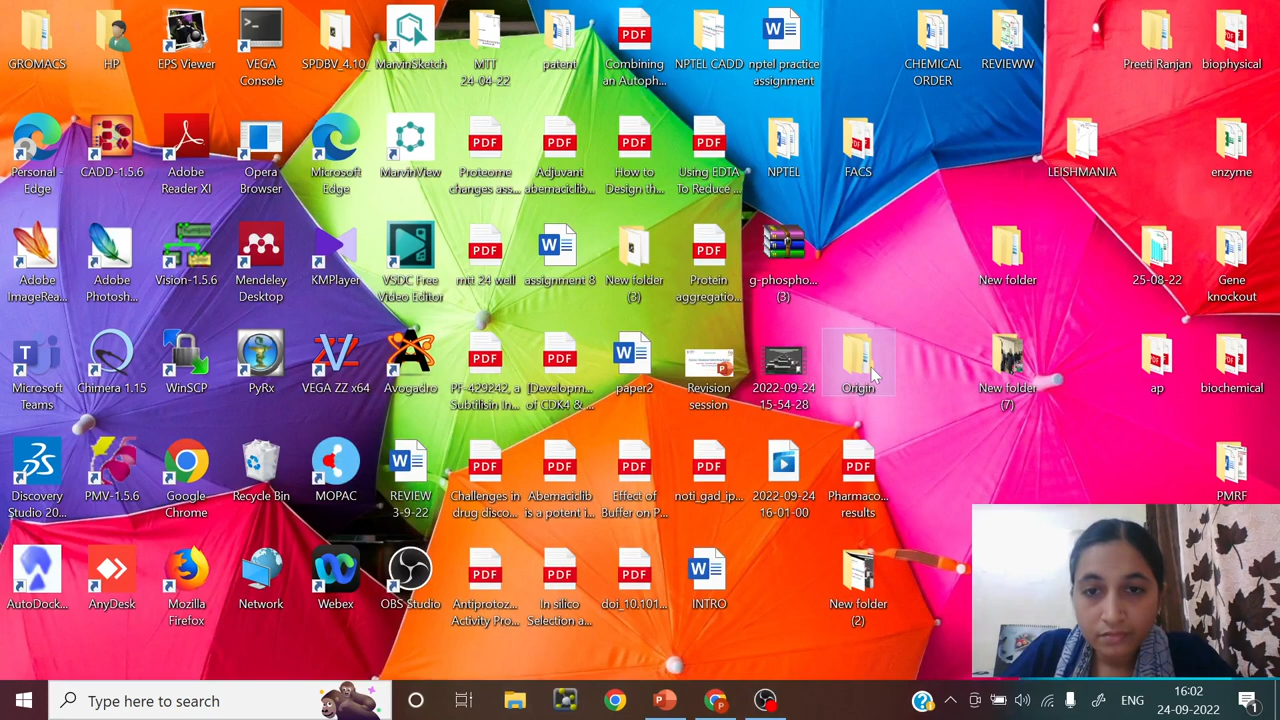 GROMACS
HP
EPS Viewer
VEGA
Console
SPDBV_4.10_
MarvinSketch
MTT
24-04-22
patent
PDF
Combining
an Autoph...
NPTEL CADD
nptel practice
assignment
CHEMICAL
ORDER
REVIEWW
Preeti Ranjan
biophysical
Personal -
Edge
CADD-1.5.6
Adobe
Reader XI
Opera
Browser
Microsoft
Edge
MarvinView
PDF
Proteome
changes ass...
PDF
Adjuvant
abemaciclib...
PDF
How to
Design th...
PDF
Using EDTA
To Reduce ...
NPTEL
FACS
LEISHMANIA
enzyme
Adobe
ImageRea...
Adobe
Photosh...
Vision-1.5.6
Mendeley
Desktop
KMPlayer
VSDC Free
Video Editor
PDF
mtt 24 well
assignment 8
New folder
(3)
PDF
Protein
aggregatio...
g-phospho...
(3)
New folder
25-08-22
Gene
knockout
Microsoft
Teams
Chimera 1.15
WinSCP
PyRx
VEGA ZZ x64
Avogadro
PDF
PF-429242, a
Subtilisin In...
PDF
[Developm...
of CDK4 & ...
paper2
Revision
session
2022-09-24
15-54-28
Origin
New folder
(7)
ap
biochemical
Discovery
Studio 20...
PMV-1.5.6
Google
Chrome
Recycle Bin
MOPAC
REVIEW
3-9-22
PDF
Challenges in
drug disco...
PDF
Abemaciclib
is a potent i...
PDF
Effect of
Buffer on P...
PDF
noti_gad_ip...
2022-09-24
16-01-00
PDF
Pharmaco...
results
PMRF
AutoDock...
AnyDesk
Mozilla
Firefox
Network
Webex
OBS Studio
PDF
Antiprotoz...
Activity Pro...
PDF
In silico
Selection a...
PDF
doi_10.101...
INTRO
New folder
(2)
Type here to search
ENG
16:02
24-09-2022
1